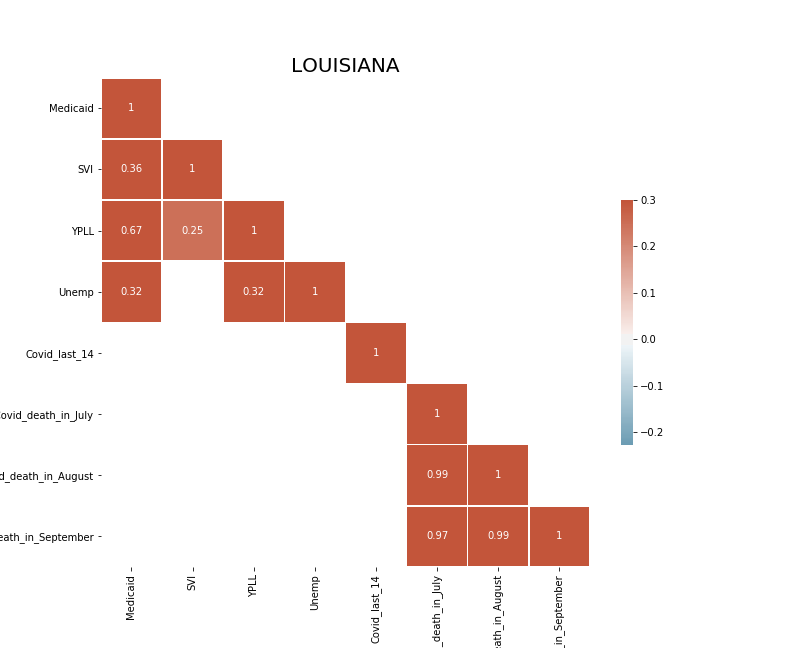 LOUISIANA
Medicaid 1
SVI 0.36 1
YPLL 0.67 0.25 1
Unemp 0.32 0.32 1
Covid_last_14 1
ovid_death_in_July 1
d_death_in_August 0.99 1
eath_in_September 0.97 0.99 1
Medicaid
SVI
YPLL
Unemp
Covid_last_14
_death_in_July
eath_in_August
_in_September
0.3
0.2
0.1
0.0
−0.1
−0.2